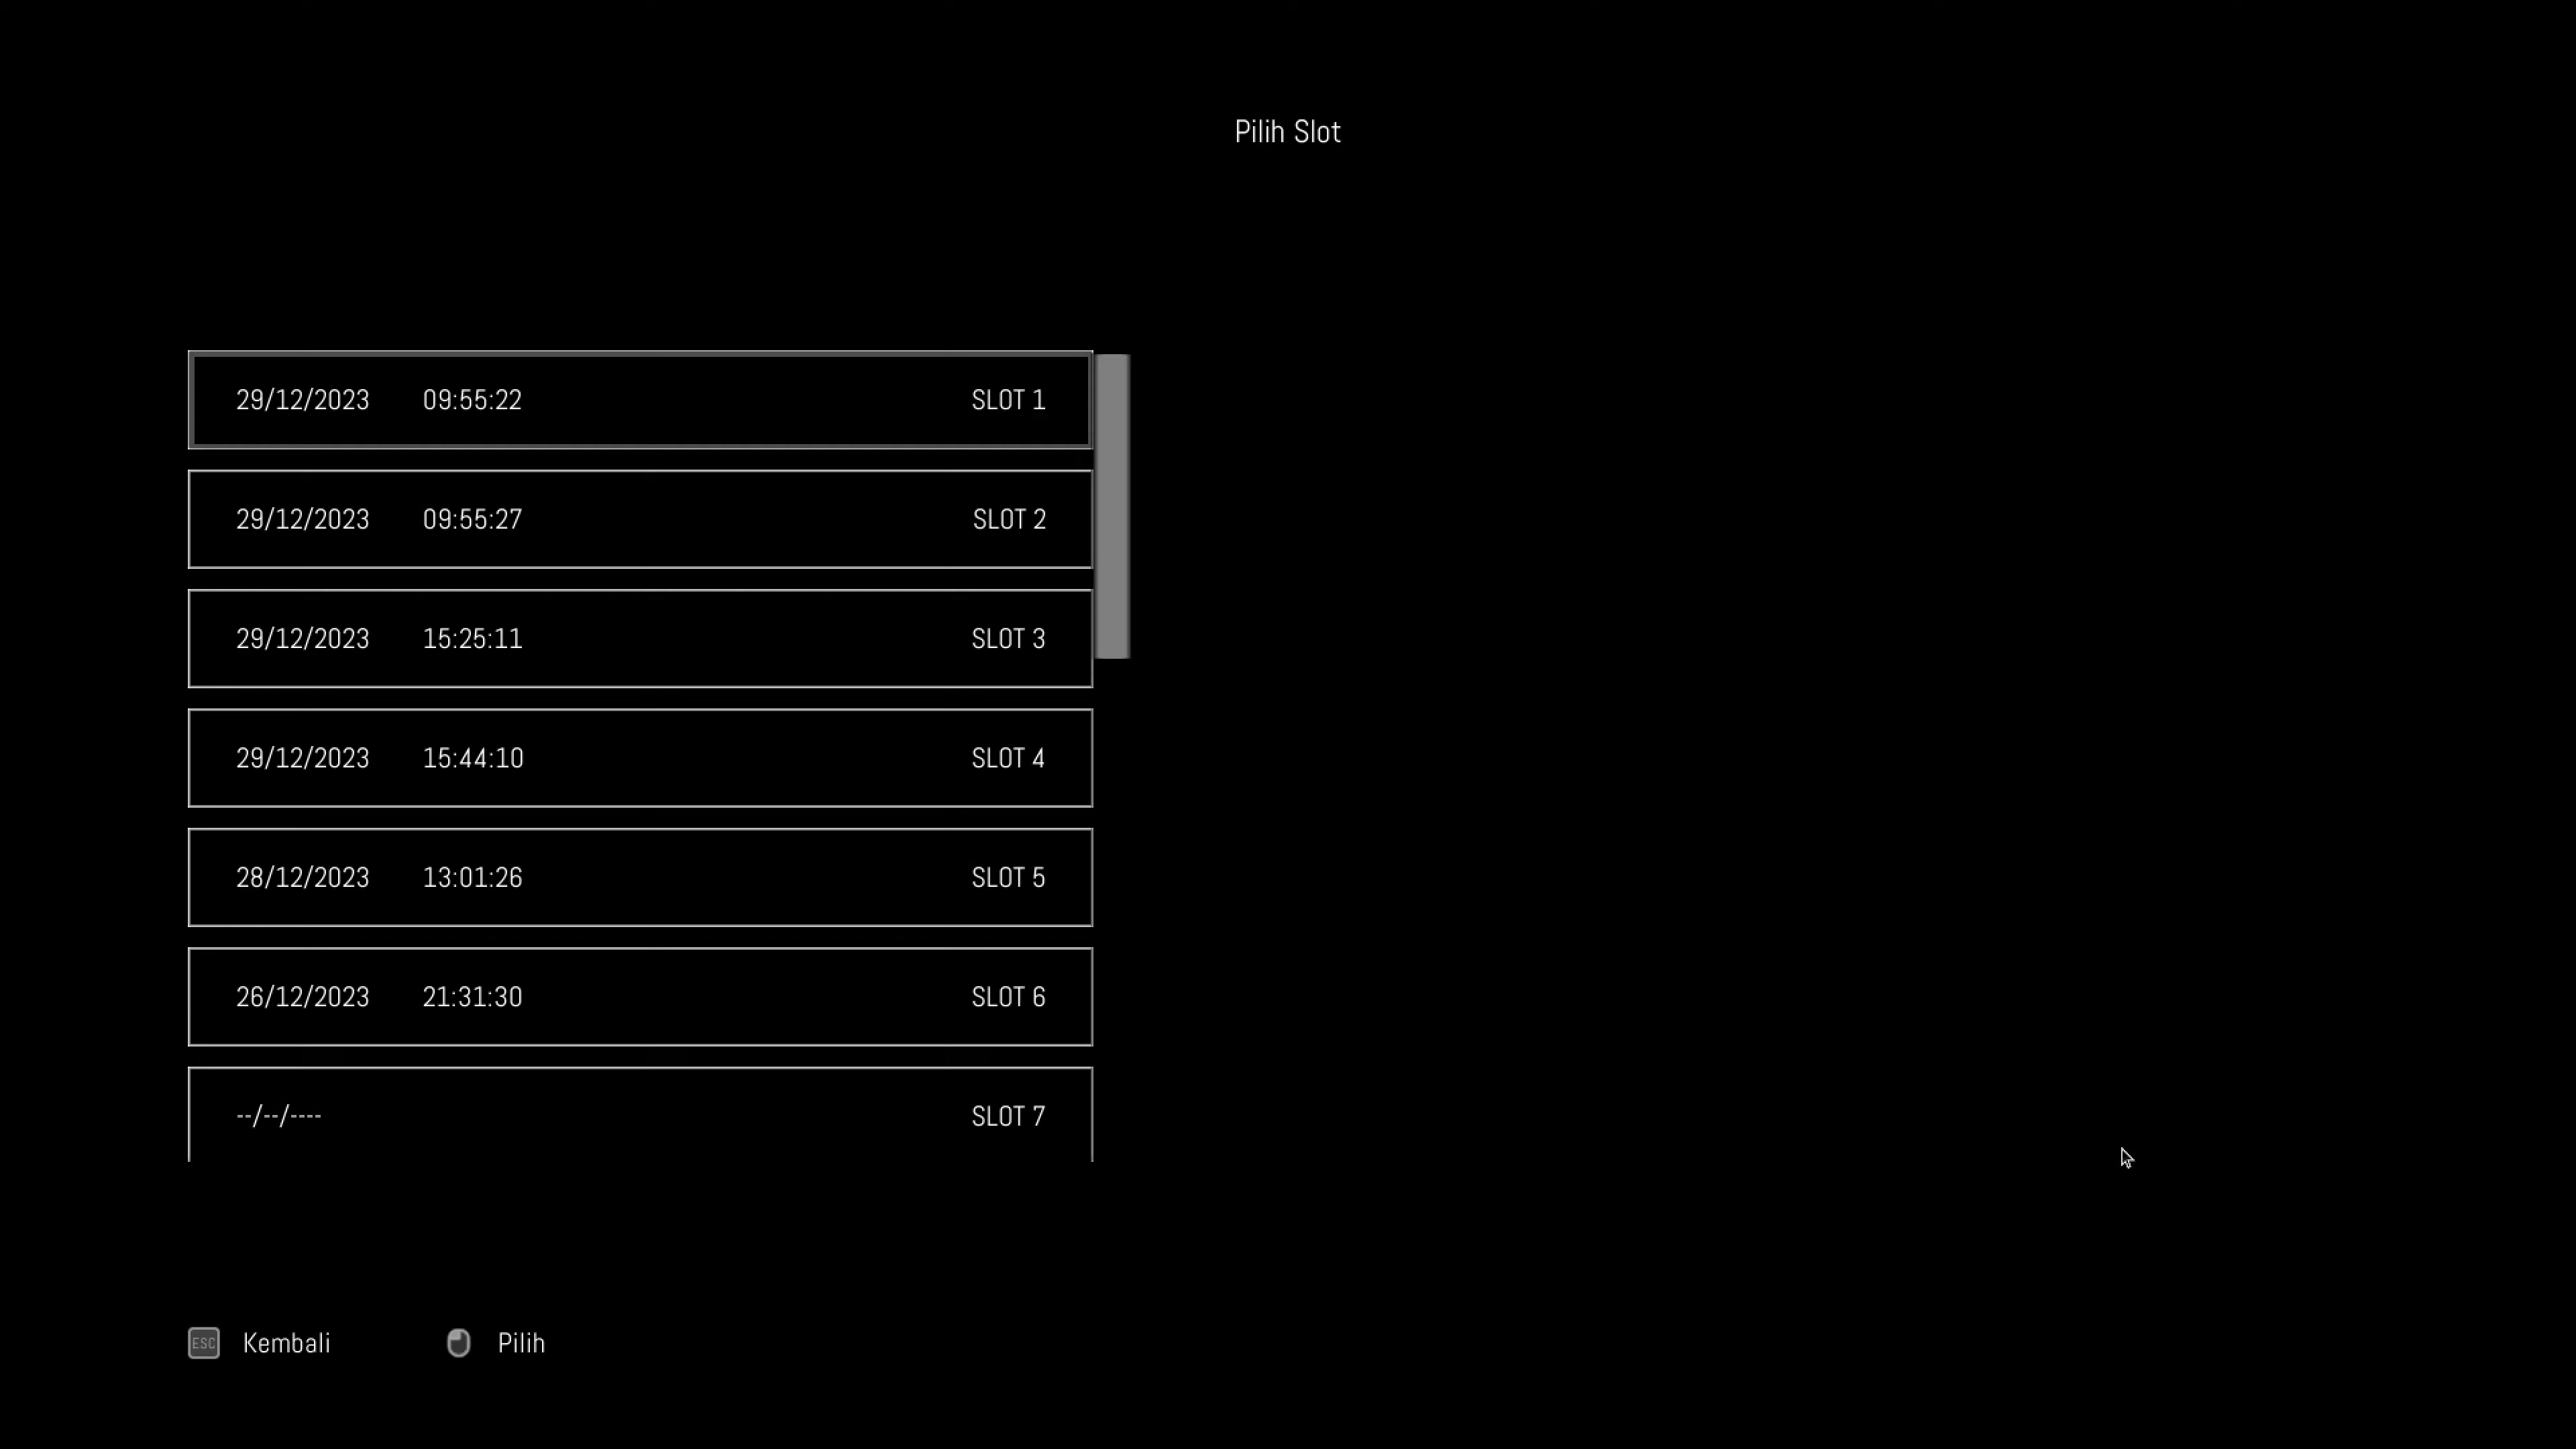 Pilih Slot
29/12/2023 09:55:22 SLOT 1
29/12/2023 09:55:27 SLOT 2
29/12/2023 15:25:11 SLOT 3
29/12/2023 15:44:10 SLOT 4
28/12/2023 13:01:26 SLOT 5
26/12/2023 21:31:30 SLOT 6
--/--/---- SLOT 7
ESC Kembali Pilih